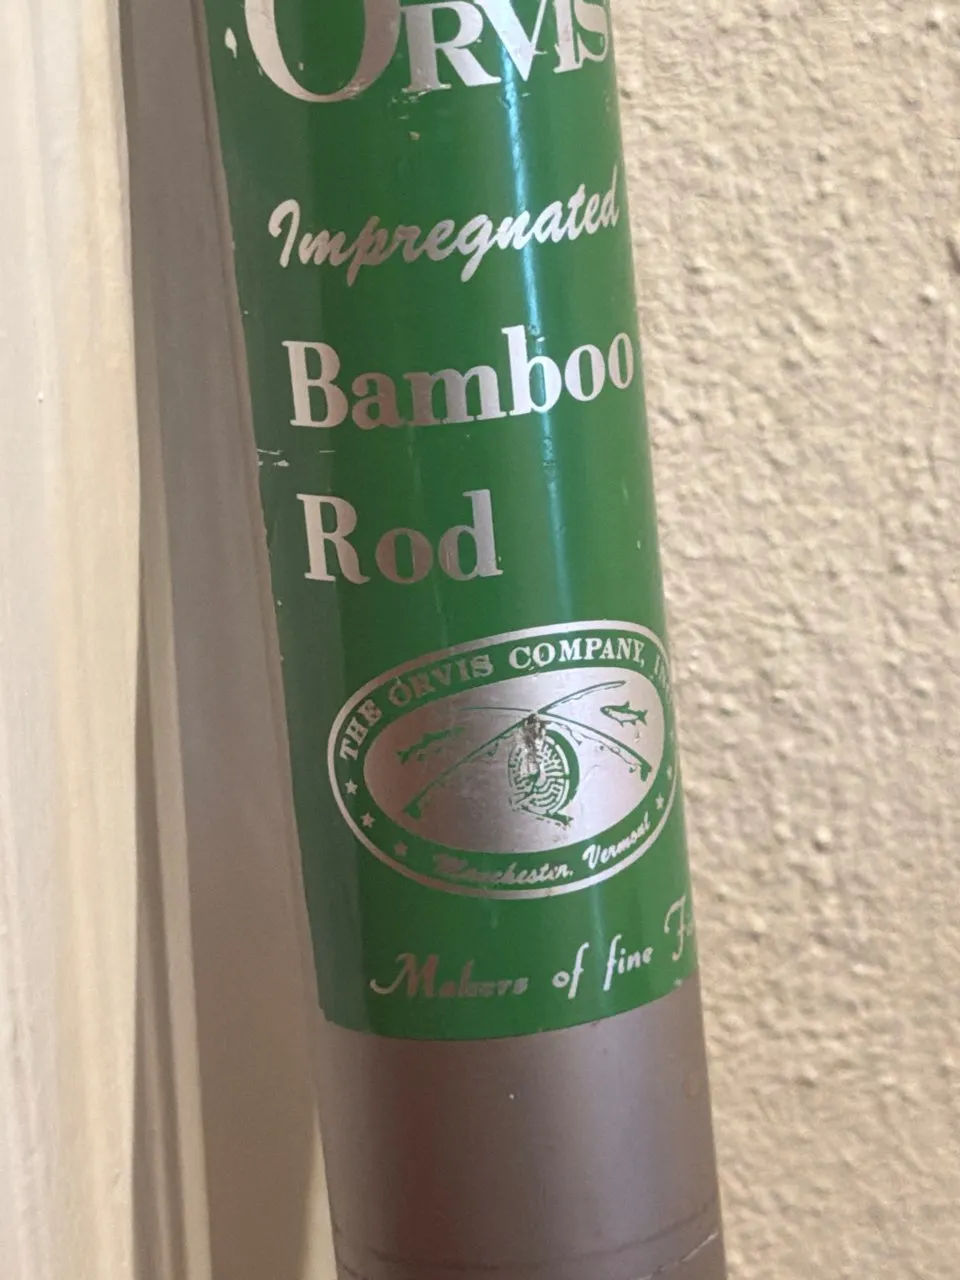 ORVIS
Impregnated
Bamboo
Rod
THE ORVIS COMPANY,
Manchester, Vermont
Makers of fine